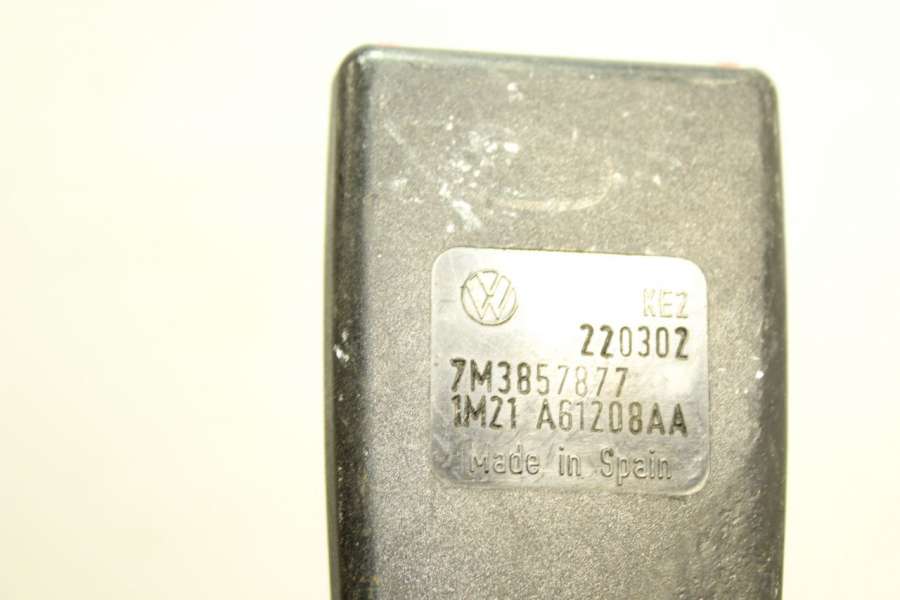 KE2
220302
7M3857877
1M21 A61208AA
Made in Spain